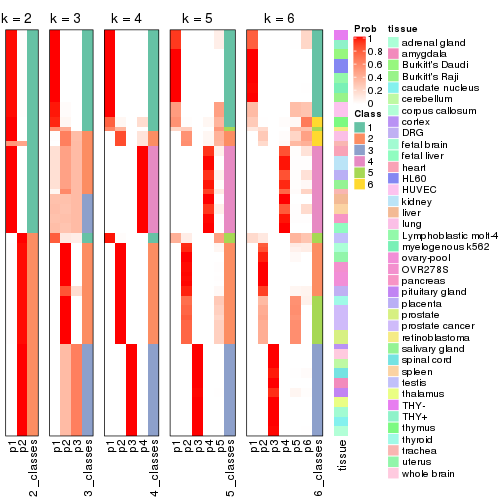 k = 2
k = 3
k = 4
k = 5
k = 6
p1
p2
2_classes
p1
p2
p3
3_classes
p1
p2
p3
p4
4_classes
p1
p2
p3
p4
p5
5_classes
p1
p2
p3
p4
p5
p6
6_classes
tissue
Prob
1
0.8
0.6
0.4
0.2
0
Class
1
2
3
4
5
6
tissue
adrenal gland
amygdala
Burkitt's Daudi
Burkitt's Raji
caudate nucleus
cerebellum
corpus callosum
cortex
DRG
fetal brain
fetal liver
heart
HL60
HUVEC
kidney
liver
lung
Lymphoblastic molt-4
myelogenous k562
ovary-pool
OVR278S
pancreas
pituitary gland
placenta
prostate
prostate cancer
retinoblastoma
salivary gland
spinal cord
spleen
testis
thalamus
THY-
THY+
thymus
thyroid
trachea
uterus
whole brain